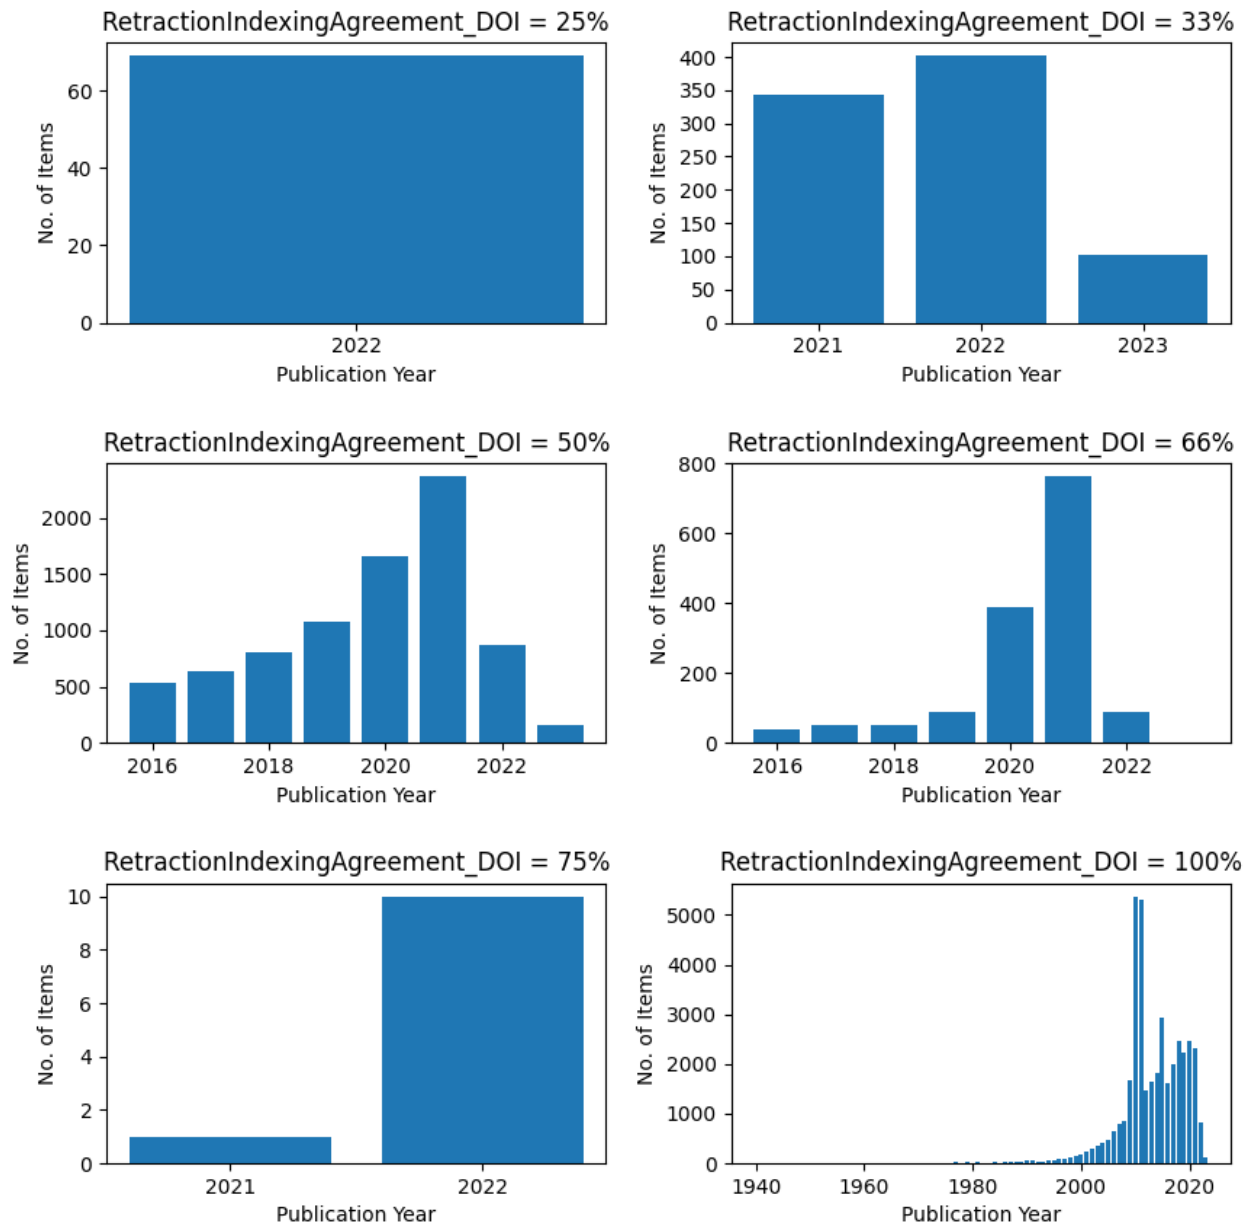 RetractionIndexingAgreement_DOI = 25%
60
40
20
0
No. of Items
2022
Publication Year
RetractionIndexingAgreement_DOI = 33%
400
350
300
250
200
150
100
50
0
No. of Items
2021 2022 2023
Publication Year
RetractionIndexingAgreement_DOI = 50%
2000
1500
1000
500
0
No. of Items
2016 2018 2020 2022
Publication Year
RetractionIndexingAgreement_DOI = 66%
800
600
400
200
0
No. of Items
2016 2018 2020 2022
Publication Year
RetractionIndexingAgreement_DOI = 75%
10
8
6
4
2
0
No. of Items
2021 2022
Publication Year
RetractionIndexingAgreement_DOI = 100%
5000
4000
3000
2000
1000
0
No. of Items
1940 1960 1980 2000 2020
Publication Year